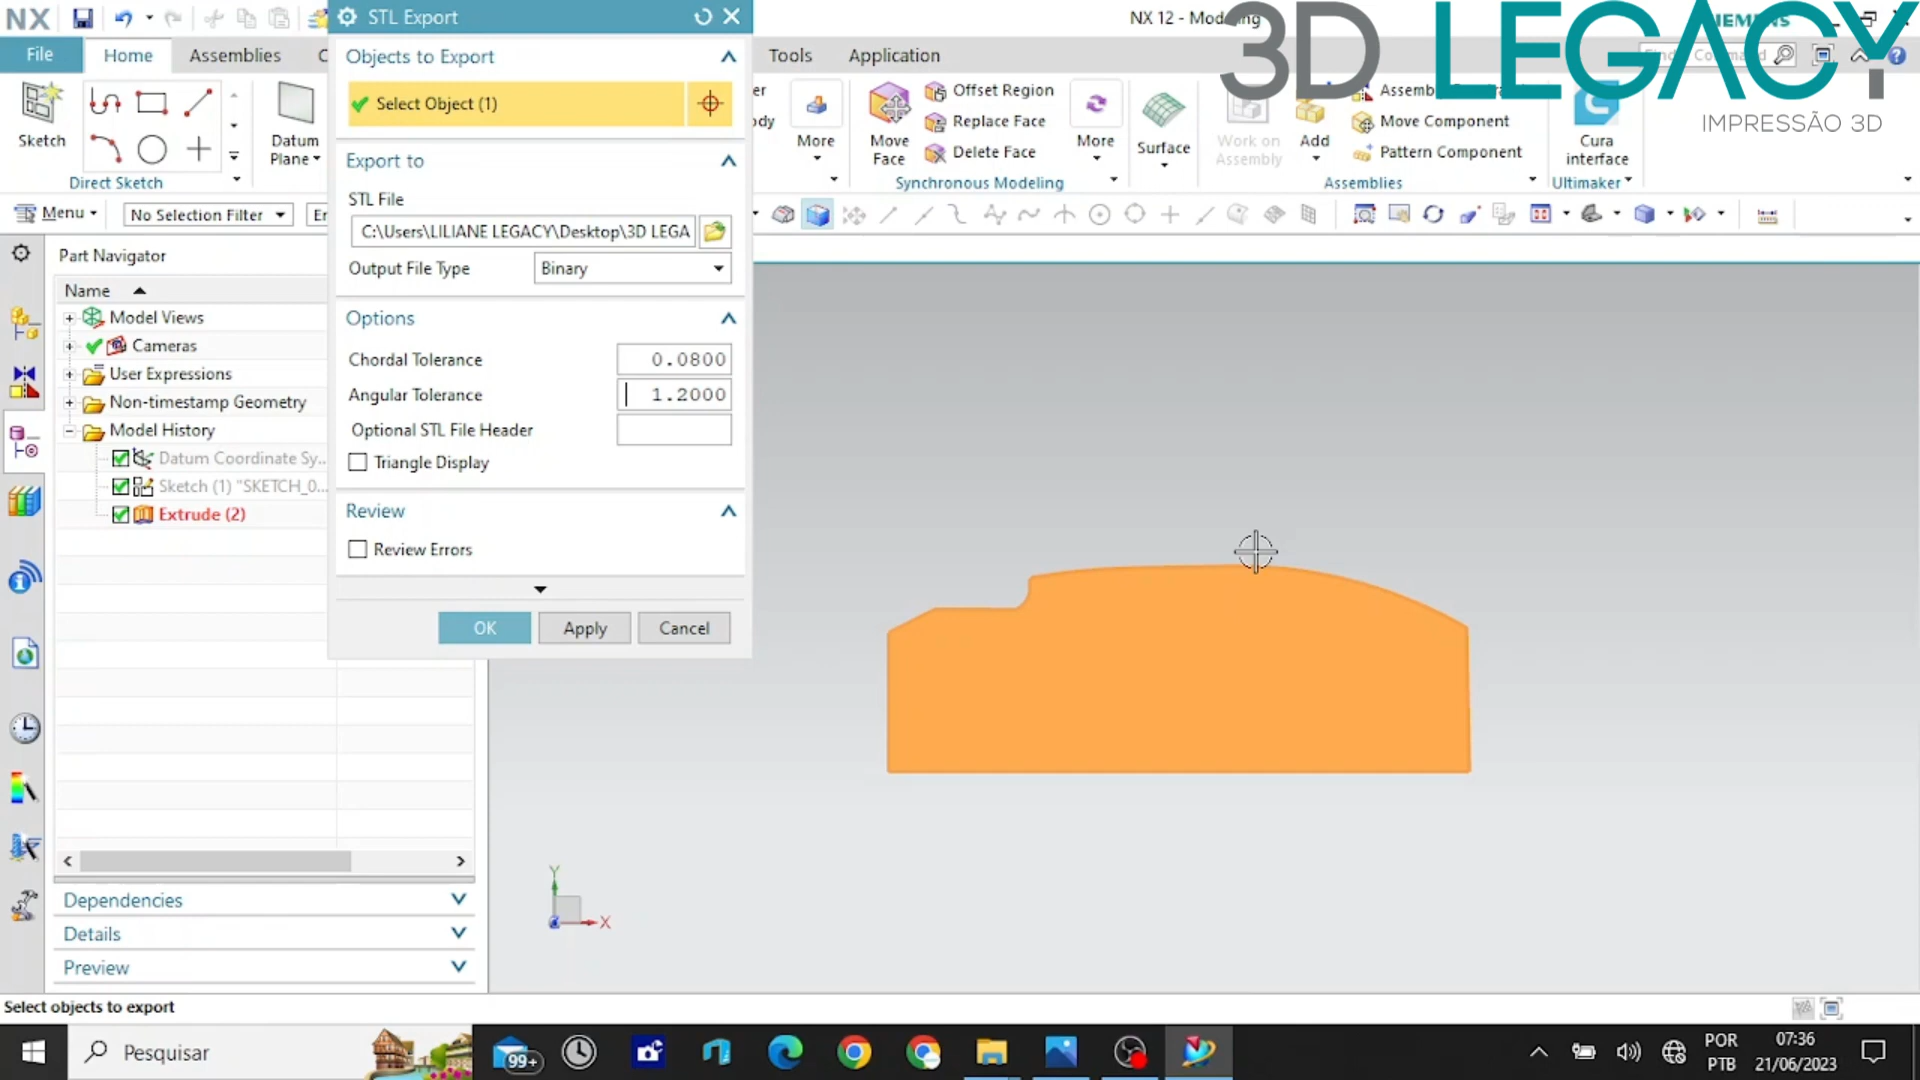 NX
STL Export
NX 12 - Modeling
SIEMENS
3D LEGACY
IMPRESSÃO 3D
File
Home
Assemblies
Tools
Application
Sketch
Datum
Plane
Direct Sketch
More
Move
Face
Offset Region
Replace Face
Delete Face
More
Synchronous Modeling
Surface
Work on
Assembly
Add
Move Component
Pattern Component
Assemblies
Cura
interface
Ultimaker
Menu
No Selection Filter
Objects to Export
Select Object (1)
Export to
STL File
C:\Users\LILIANE LEGACY\Desktop\3D LEGA
Output File Type
Binary
Options
Chordal Tolerance
0.0800
Angular Tolerance
1.2000
Optional STL File Header
Triangle Display
Review
Review Errors
OK
Apply
Cancel
Part Navigator
Name
Model Views
Cameras
User Expressions
Non-timestamp Geometry
Model History
Datum Coordinate Sy...
Sketch (1) "SKETCH_0...
Extrude (2)
Dependencies
Details
Preview
Y
X
Select objects to export
Pesquisar
99+
POR
PTB
07:36
21/06/2023